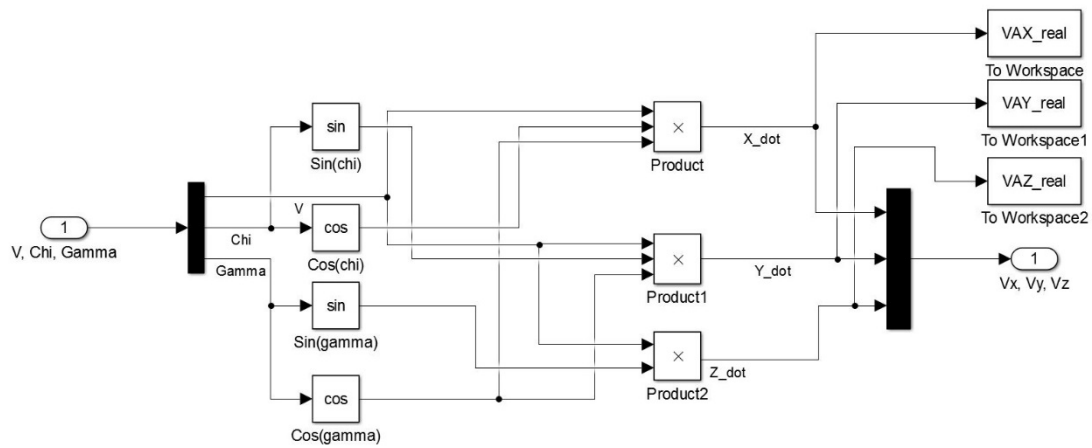 VAX_real
To Workspace
VAY_real
To Workspace1
VAZ_real
To Workspace2
sin
Sin(chi)
×
Product
X_dot
1
V, Chi, Gamma
V
Chi
Gamma
cos
Cos(chi)
×
Product1
Y_dot
1
Vx, Vy, Vz
sin
Sin(gamma)
×
Product2
Z_dot
cos
Cos(gamma)